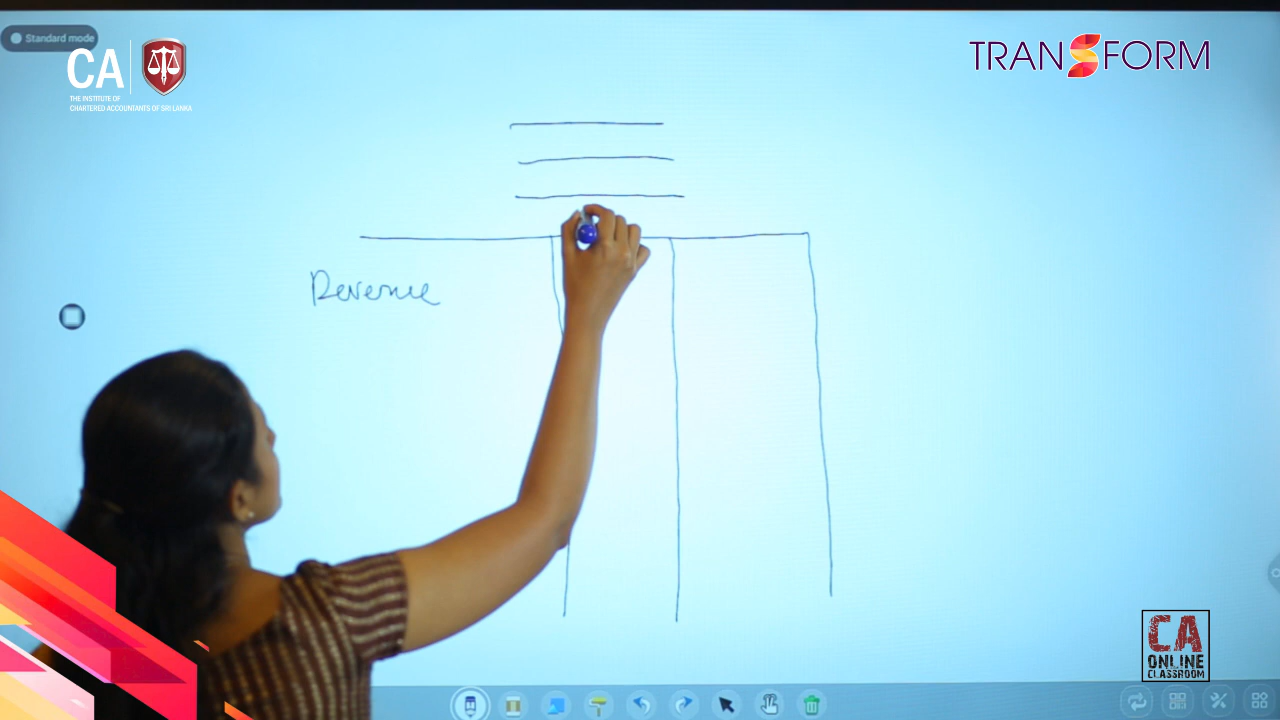 Standard mode
CA
THE INSTITUTE OF
CHARTERED ACCOUNTANTS OF SRI LANKA
TRANSFORM
Revenue
CA
ONLINE
CLASSROOM